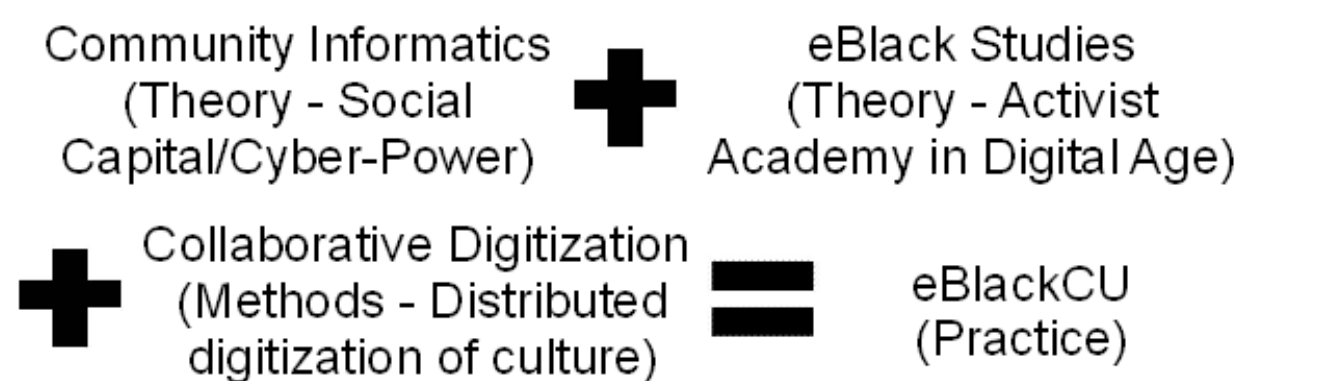 Community Informatics
(Theory - Social
Capital/Cyber-Power)
eBlack Studies
(Theory - Activist
Academy in Digital Age)
Collaborative Digitization
(Methods - Distributed
digitization of culture)
eBlackCU
(Practice)